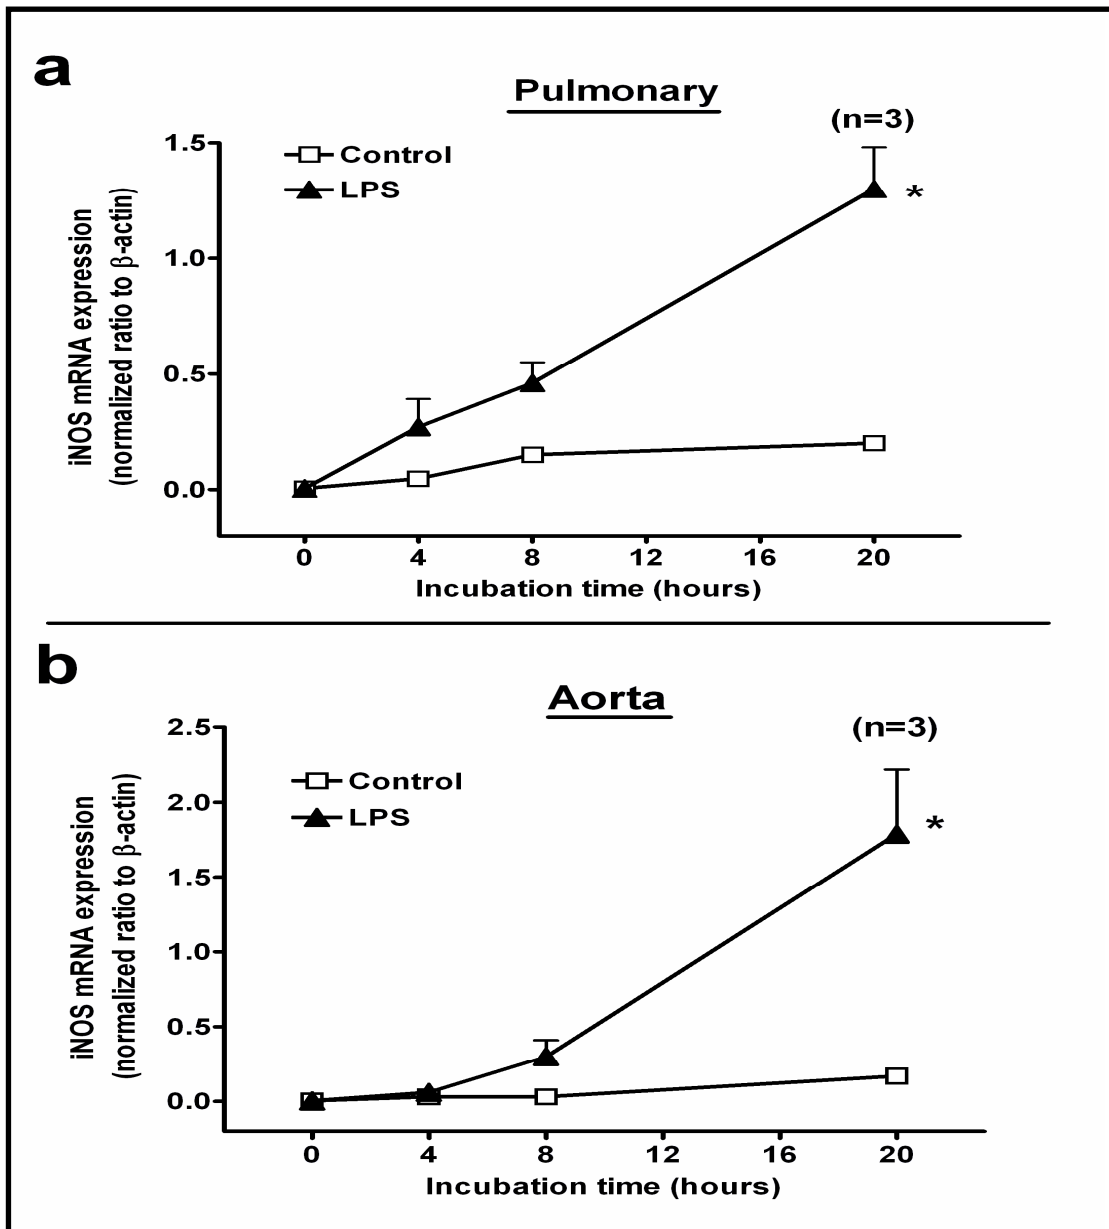 a
Pulmonary
(n=3)
Control
LPS
*
iNOS mRNA expression
(normalized ratio to β-actin)
1.5
1.0
0.5
0.0
0 4 8 12 16 20
Incubation time (hours)
b
Aorta
(n=3)
Control
LPS
*
iNOS mRNA expression
(normalized ratio to β-actin)
2.5
2.0
1.5
1.0
0.5
0.0
0 4 8 12 16 20
Incubation time (hours)